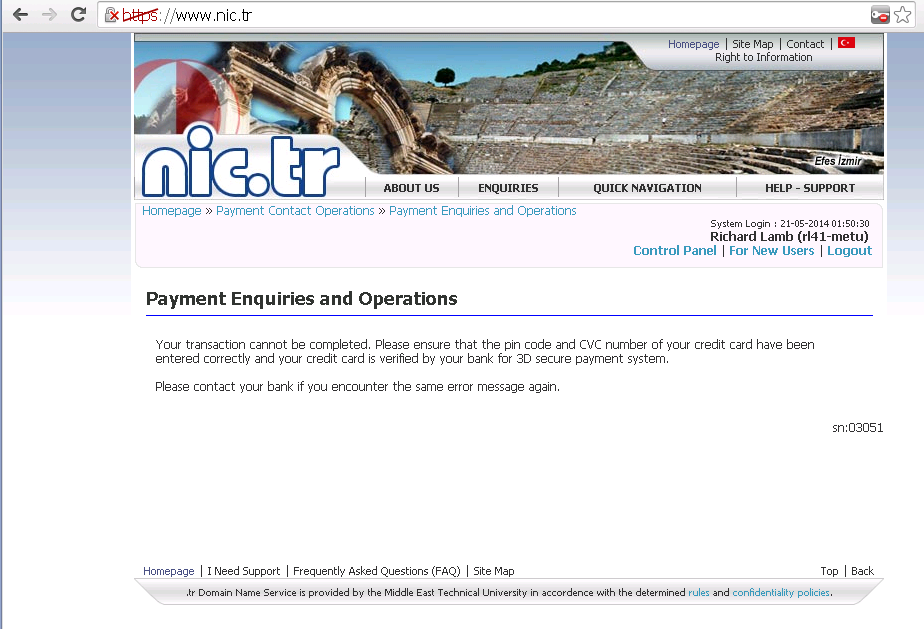 https://www.nic.tr
Homepage | Site Map | Contact |
Right to Information
nic.tr
Efes İzmir
ABOUT US | ENQUIRIES | QUICK NAVIGATION | HELP - SUPPORT
Homepage » Payment Contact Operations » Payment Enquiries and Operations
System Login : 21-05-2014 01:50:30
Richard Lamb (rl41-metu)
Control Panel | For New Users | Logout
Payment Enquiries and Operations
Your transaction cannot be completed. Please ensure that the pin code and CVC number of your credit card have been
entered correctly and your credit card is verified by your bank for 3D secure payment system.
Please contact your bank if you encounter the same error message again.
sn:03051
Homepage | I Need Support | Frequently Asked Questions (FAQ) | Site Map
Top | Back
.tr Domain Name Service is provided by the Middle East Technical University in accordance with the determined rules and confidentiality policies.